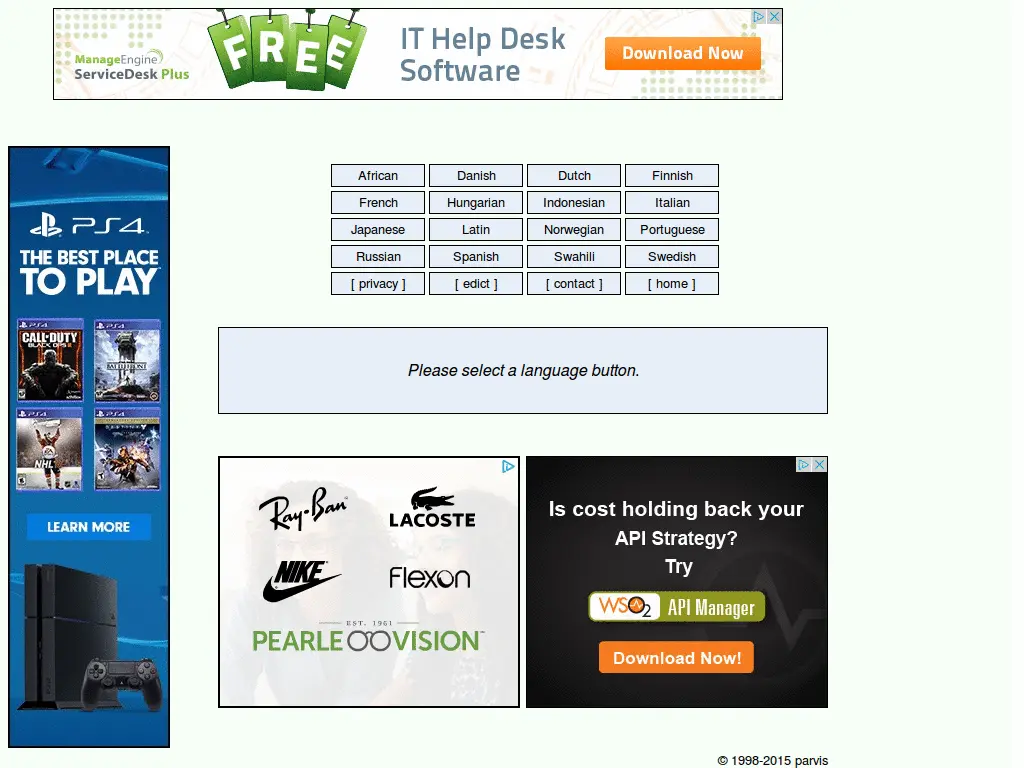 FREE
ManageEngine
ServiceDesk Plus
IT Help Desk
Software
Download Now
African Danish Dutch Finnish
French Hungarian Indonesian Italian
Japanese Latin Norwegian Portuguese
Russian Spanish Swahili Swedish
[ privacy ] [ edict ] [ contact ] [ home ]
PS4
THE BEST PLACE
TO PLAY
PS4 PS4
CALL OF DUTY
BLACK OPS III
BATTLEFRONT
NHL
DESTINY
LEARN MORE
Please select a language button.
Ray-Ban
LACOSTE
NIKE
Flexon
EST. 1961
PEARLE VISION
Is cost holding back your
API Strategy?
Try
WSO2 API Manager
Download Now!
© 1998-2015 parvis